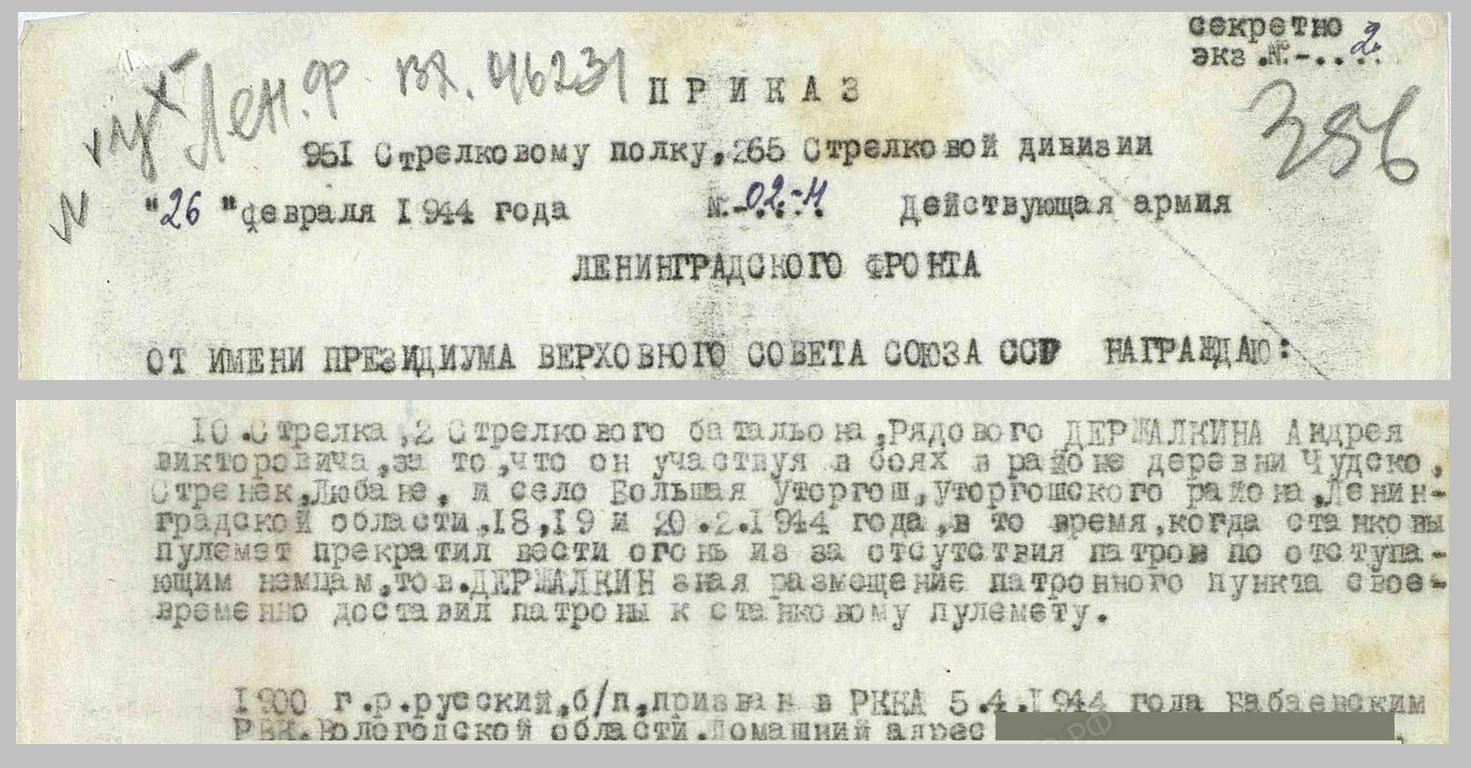 секретно
экз.№-..2..
Лен.Ф вх. 46231
П Р И К А З
356
951 Стрелковому полку,265 Стрелковой дивизии
"26 "февраля 1944 года №-.02-Н Действующая армия
ЛЕНИНГРАДСКОГО ФРОНТА
ОТ ИМЕНИ ПРЕЗИДИУМА ВЕРХОВНОГО СОВЕТА СОЮЗА ССР НАГРАЖДАЮ:
10.Стрелка,2 Стрелкового батальона,Рядового ДЕРЖАЛКИНА Андрея
Викторовича,за то,что он участвуя в боях в районе деревни Чудско,
Стренек,Любане, и село Большая Уторгош,Уторгошского района,Ленин-
градской области,18,19 и 20.2.1944 года,в то время,когда станковы
пулемет прекратил вести огонь из за отсутствия патров по отступа-
ющим немцам,тов.ДЕРЖАЛКИН зная размещение патронного пункта свое-
временно доставил патроны к станковому пулемету.
1900 г.р.русский,б/п,призван в РККА 5.4.1944 года Бабаевским
РВК.Вологодской области.Домашний адрес